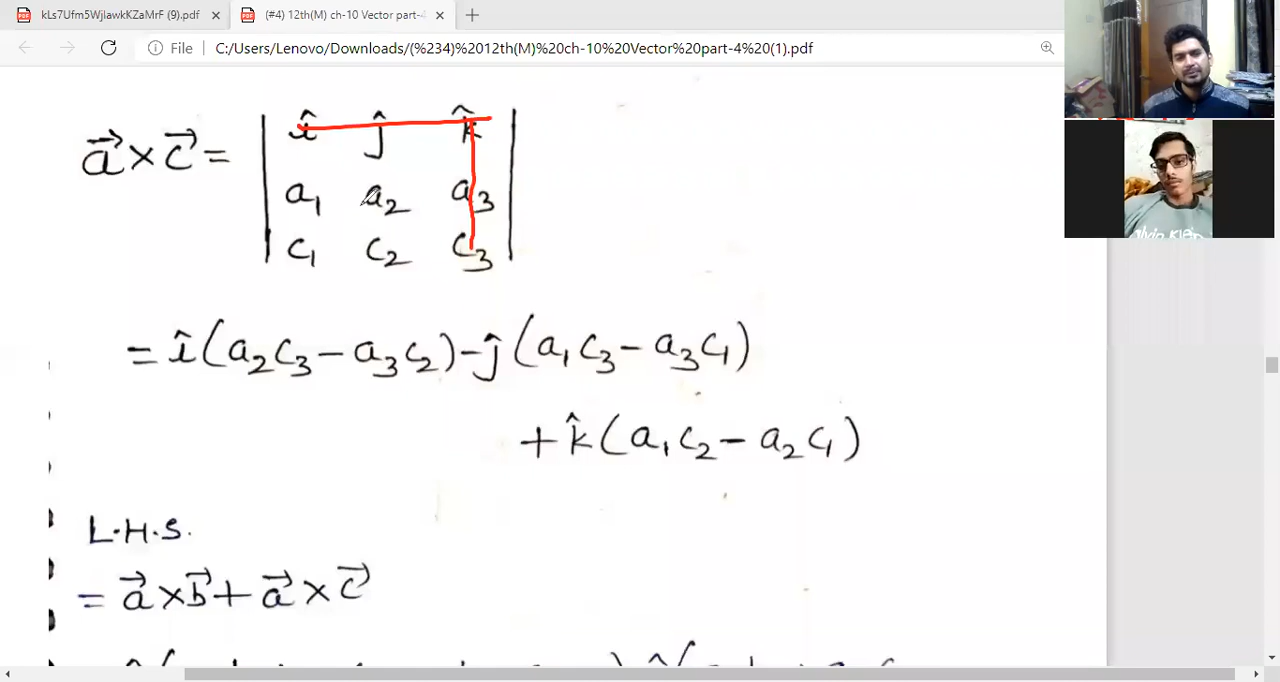 kLs7Ufm5WjlawkKZaMrF (9).pdf
(#4) 12th(M) ch-10 Vector part-4
File
C:/Users/Lenovo/Downloads/(%234)%2012th(M)%20ch-10%20Vector%20part-4%20(1).pdf
a⃗×c⃗ = | î ĵ k̂ |
| a₁ a₂ a₃ |
| c₁ c₂ c₃ |
= î(a₂c₃ − a₃c₂) − ĵ(a₁c₃ − a₃c₁)
+ k̂(a₁c₂ − a₂c₁)
L.H.S.
= a⃗×b⃗ + a⃗×c⃗